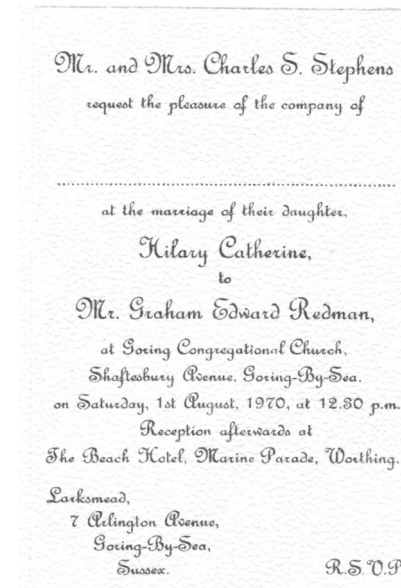 Mr. and Mrs. Charles S. Stephens
request the pleasure of the company of
at the marriage of their daughter,
Hilary Catherine,
to
Mr. Graham Edward Redman,
at Goring Congregational Church,
Shaftesbury Avenue, Goring-By-Sea.
on Saturday, 1st August, 1970, at 12.30 p.m.
Reception afterwards at
The Beach Hotel, Marine Parade, Worthing.
Larksmead,
7 Arlington Avenue,
Goring-By-Sea,
Sussex.
R.S.V.P